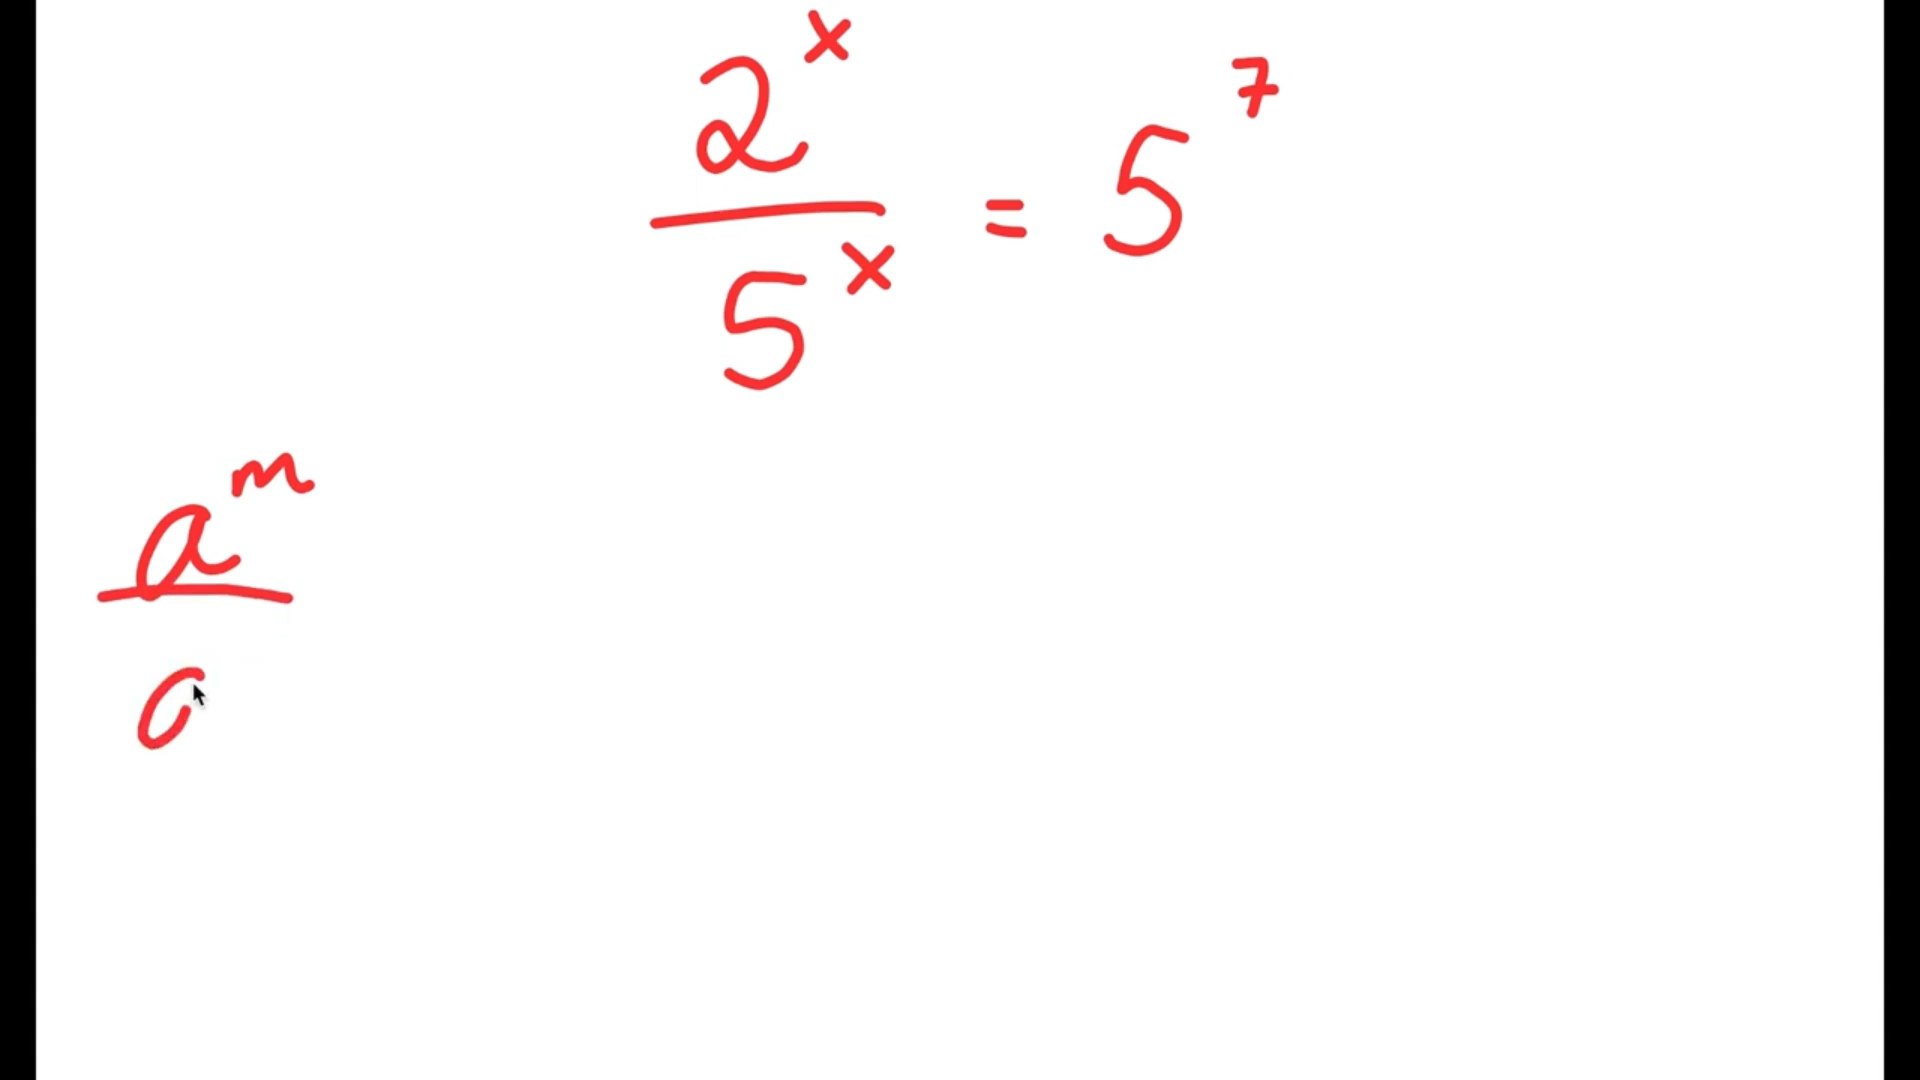 2^x / 5^x = 5^7
a^m /